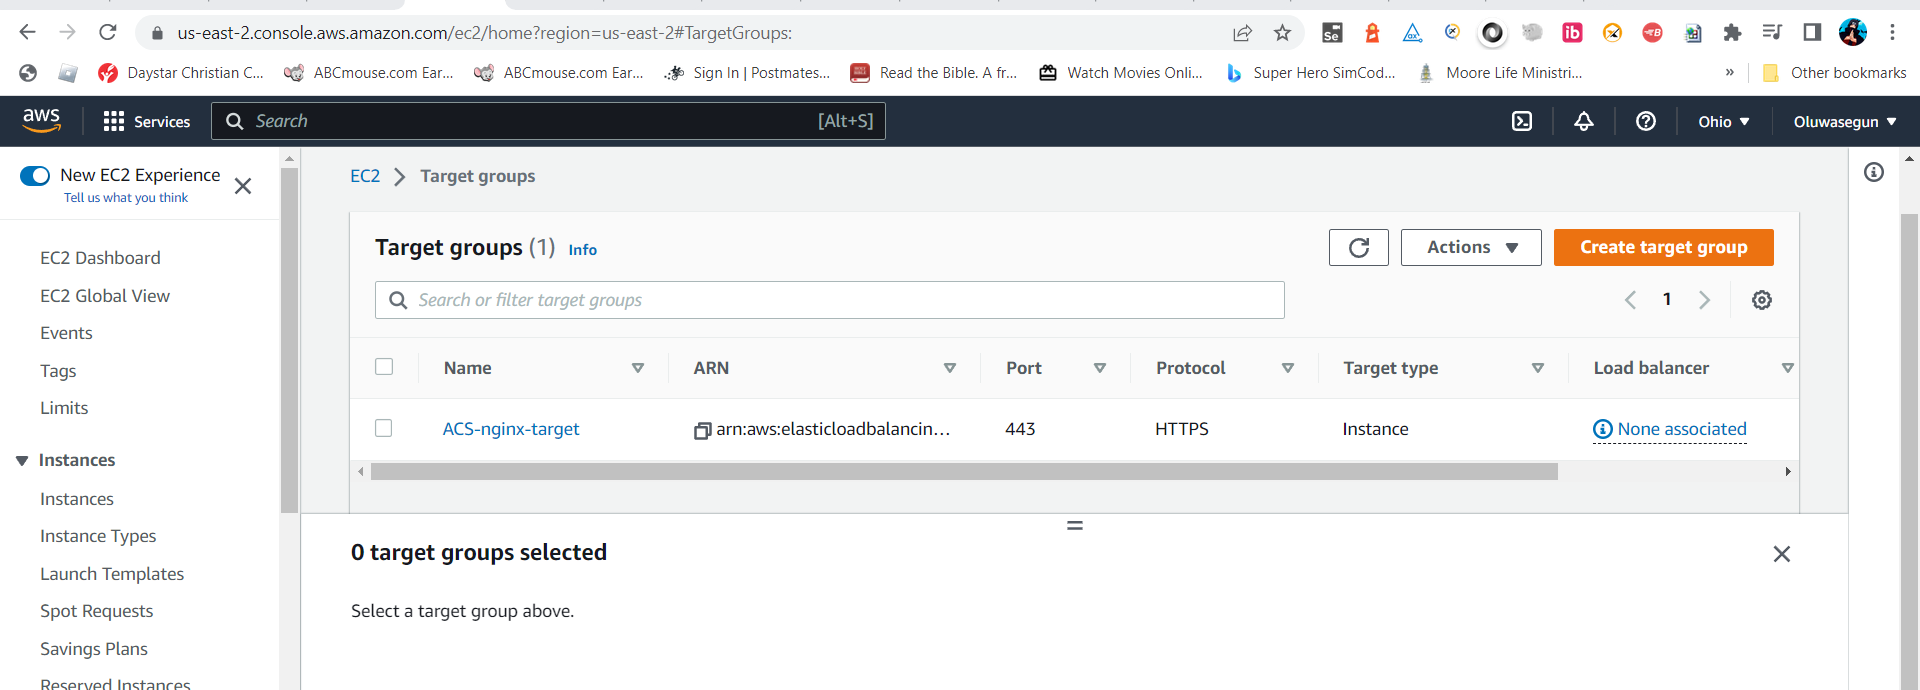 us-east-2.console.aws.amazon.com/ec2/home?region=us-east-2#TargetGroups:
Se ax ib B
Daystar Christian C... ABCmouse.com Ear... ABCmouse.com Ear... Sign In | Postmates... Read the Bible. A fr... Watch Movies Onli... Super Hero SimCod... Moore Life Ministri... » Other bookmarks
aws Services Search [Alt+S] Ohio Oluwasegun
New EC2 Experience
Tell us what you think
EC2 Dashboard
EC2 Global View
Events
Tags
Limits
Instances
Instances
Instance Types
Launch Templates
Spot Requests
Savings Plans
Reserved Instances
EC2 > Target groups
Target groups (1) Info
Actions
Create target group
Search or filter target groups
1
Name ARN Port Protocol Target type Load balancer
ACS-nginx-target arn:aws:elasticloadbalancin... 443 HTTPS Instance None associated
0 target groups selected
Select a target group above.